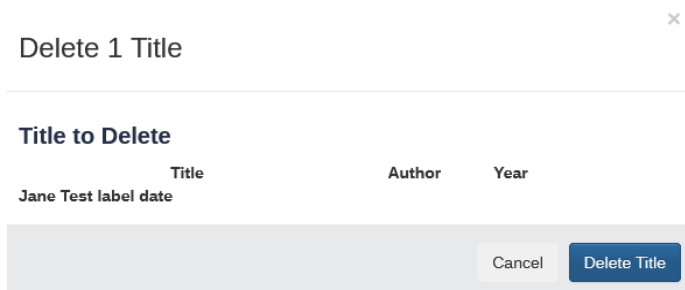 ×
Delete 1 Title
Title to Delete
Title Author Year
Jane Test label date
Cancel Delete Title